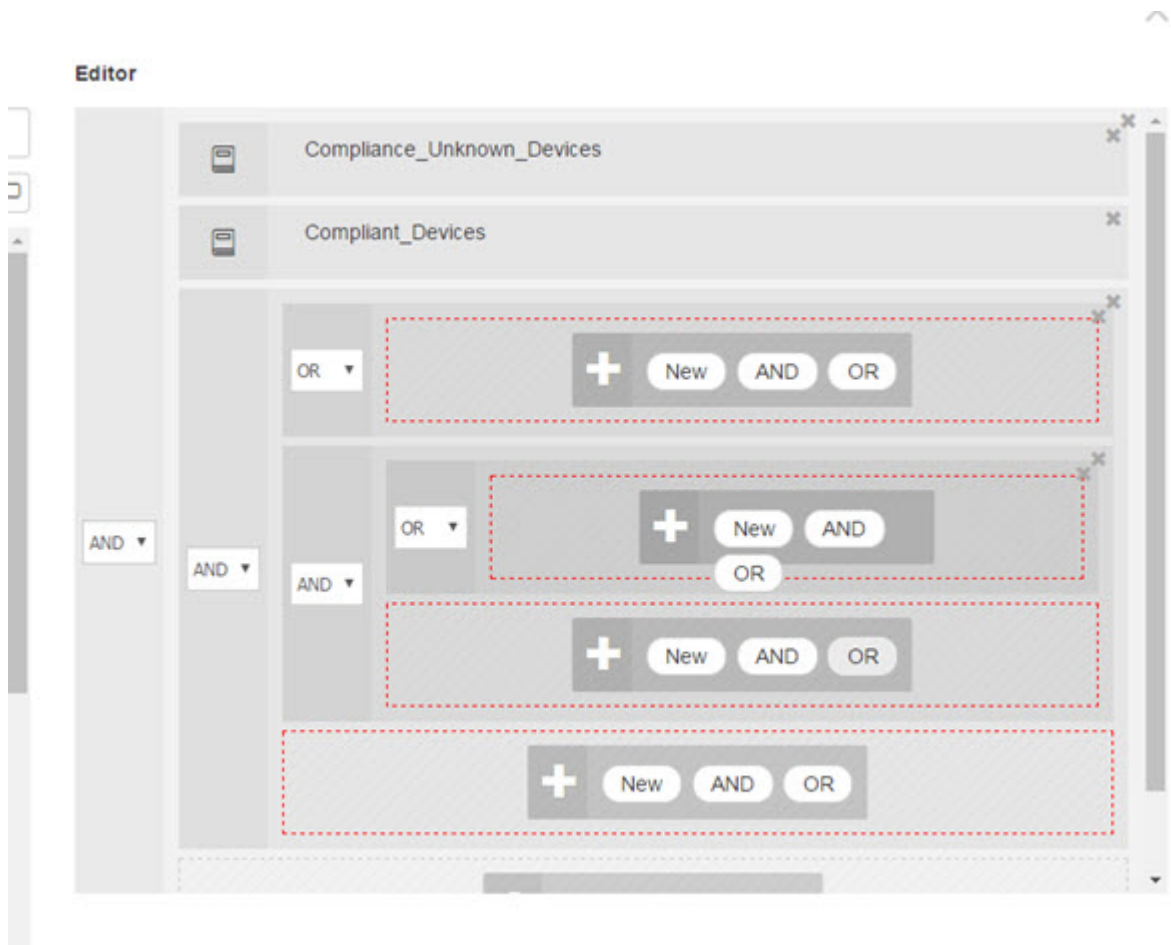 Editor
Compliance_Unknown_Devices
Compliant_Devices
OR New AND OR
OR New AND
AND AND AND OR
New AND OR
New AND OR